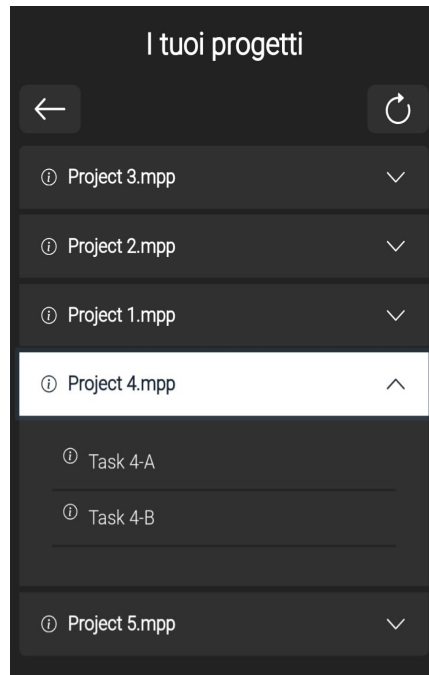 I tuoi progetti
Project 3.mpp
Project 2.mpp
Project 1.mpp
Project 4.mpp
Task 4-A
Task 4-B
Project 5.mpp